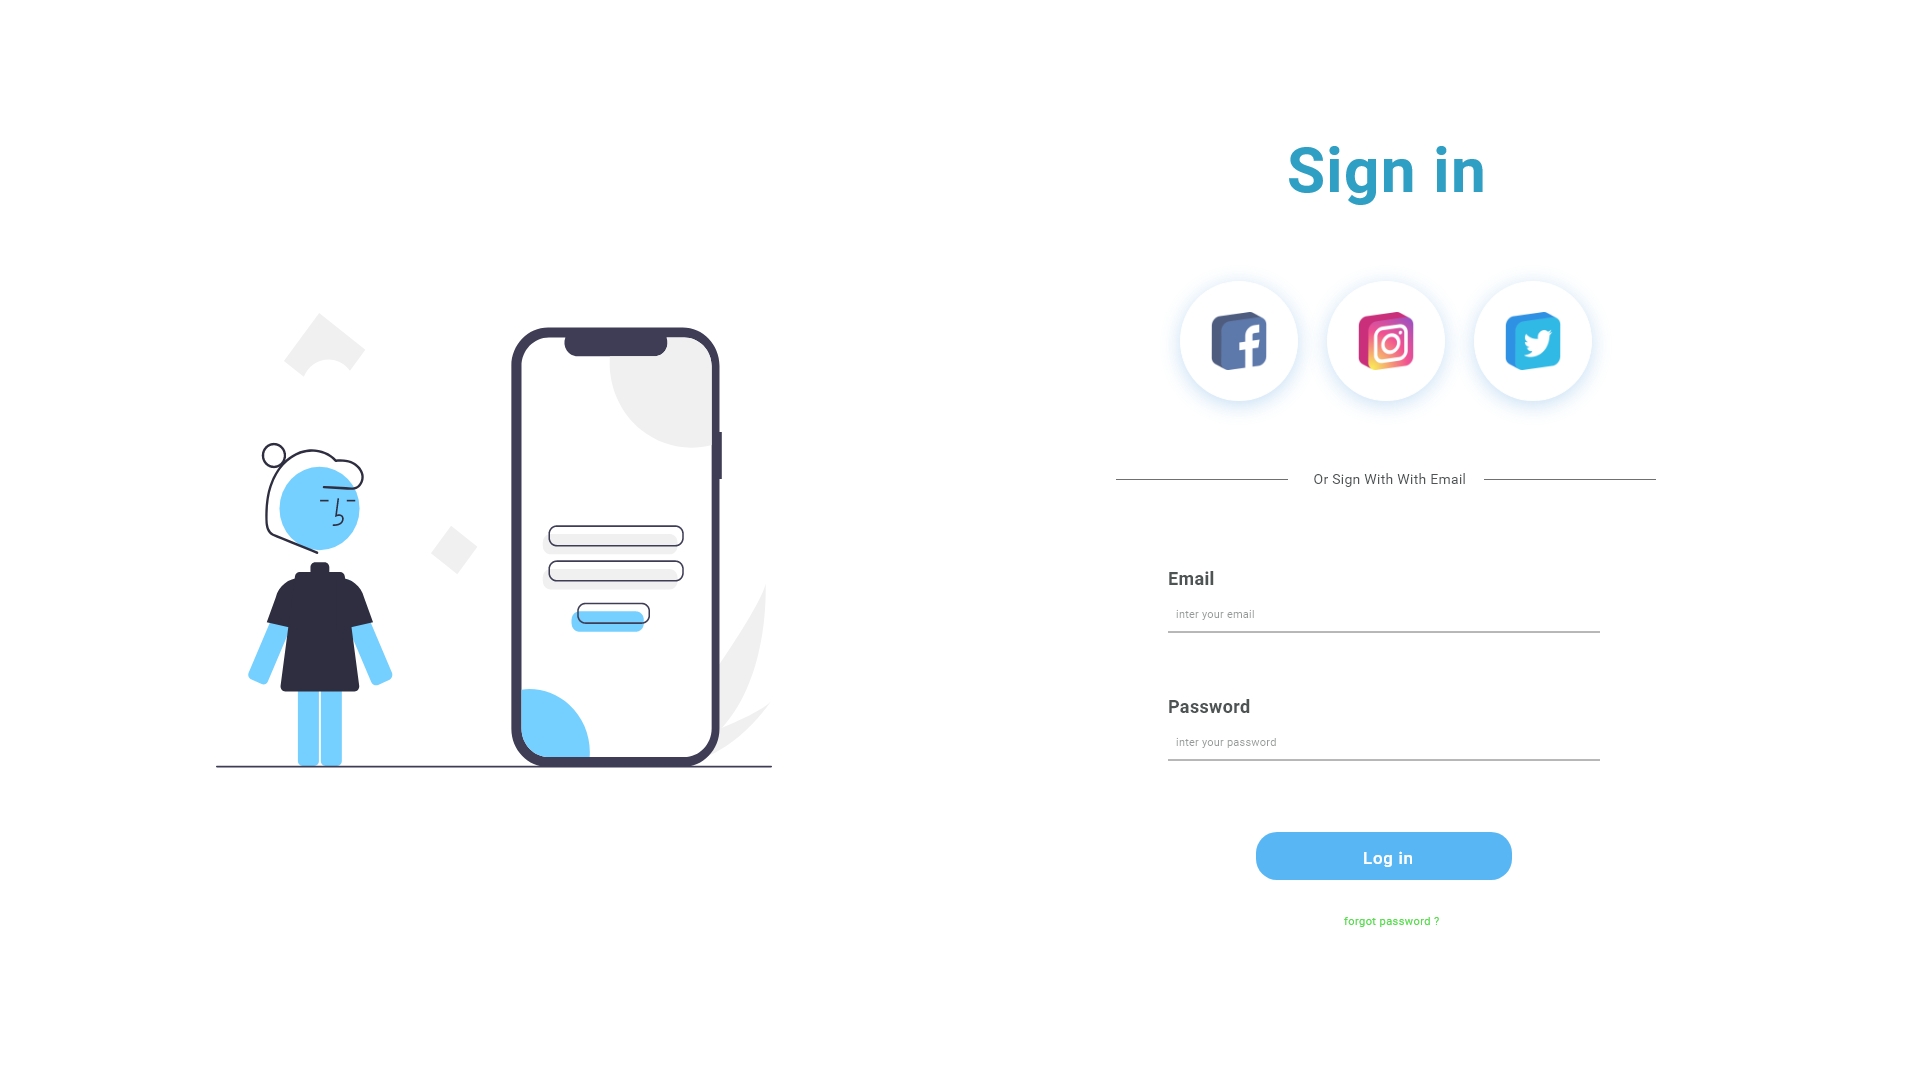 Sign in
Or Sign With With Email
Email
inter your email
Password
inter your password
Log in
forgot password ?